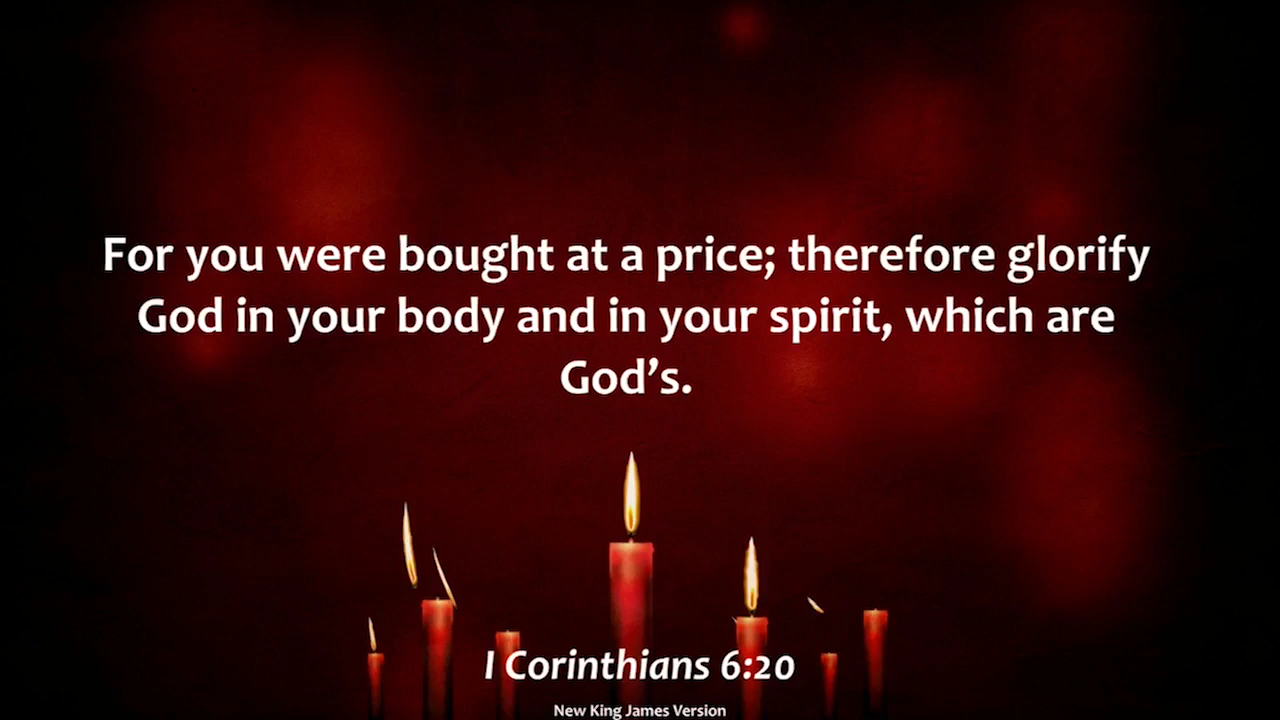 For you were bought at a price; therefore glorify
God in your body and in your spirit, which are
God’s.
I Corinthians 6:20
New King James Version